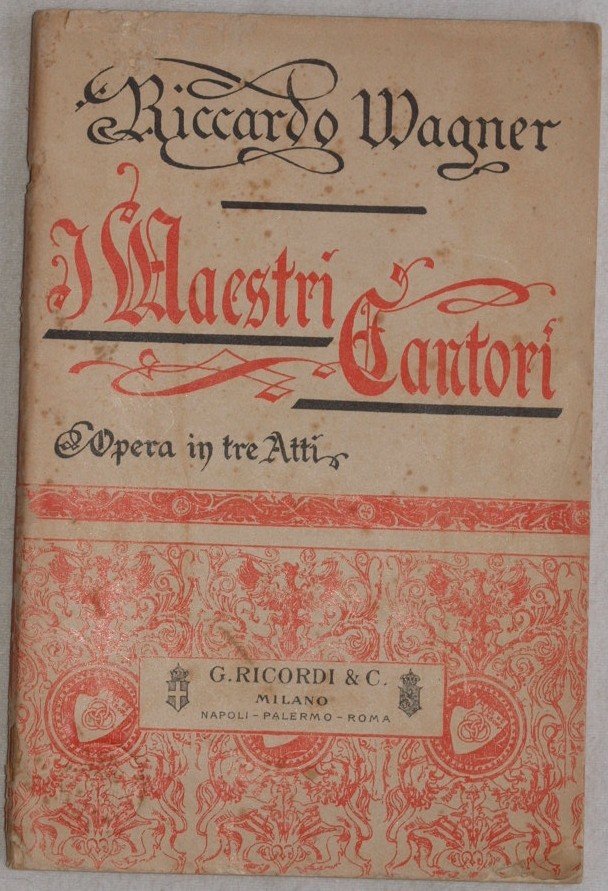 Riccardo Wagner
I Maestri
Cantori
Opera in tre Atti
G. RICORDI & C.
MILANO
NAPOLI - PALERMO - ROMA